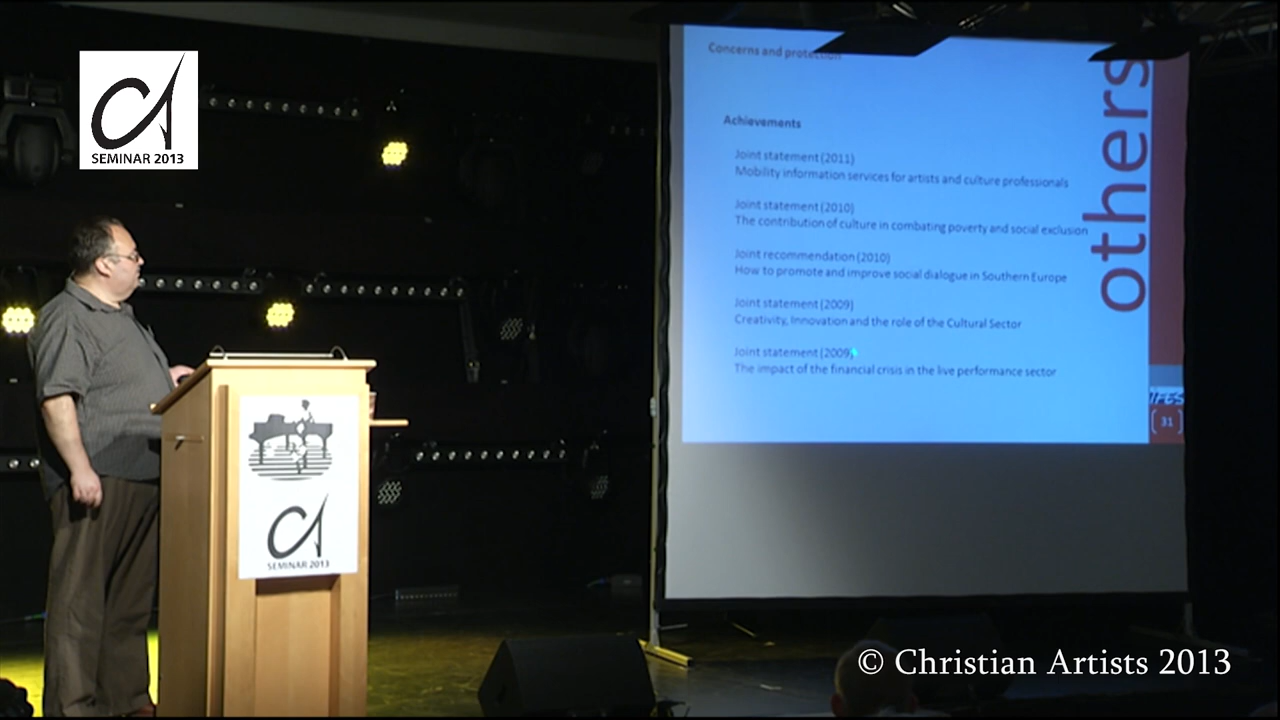 CA
SEMINAR 2013
Concerns and protection
Achievements
Joint statement (2011)
Mobility information services for artists and culture professionals
Joint statement (2010)
The contribution of culture in combating poverty and social exclusion
Joint recommendation (2010)
How to promote and improve social dialogue in Southern Europe
Joint statement (2009)
Creativity, Innovation and the role of the Cultural Sector
Joint statement (2009)
The impact of the financial crisis in the live performance sector
others
31
CA
SEMINAR 2013
© Christian Artists 2013